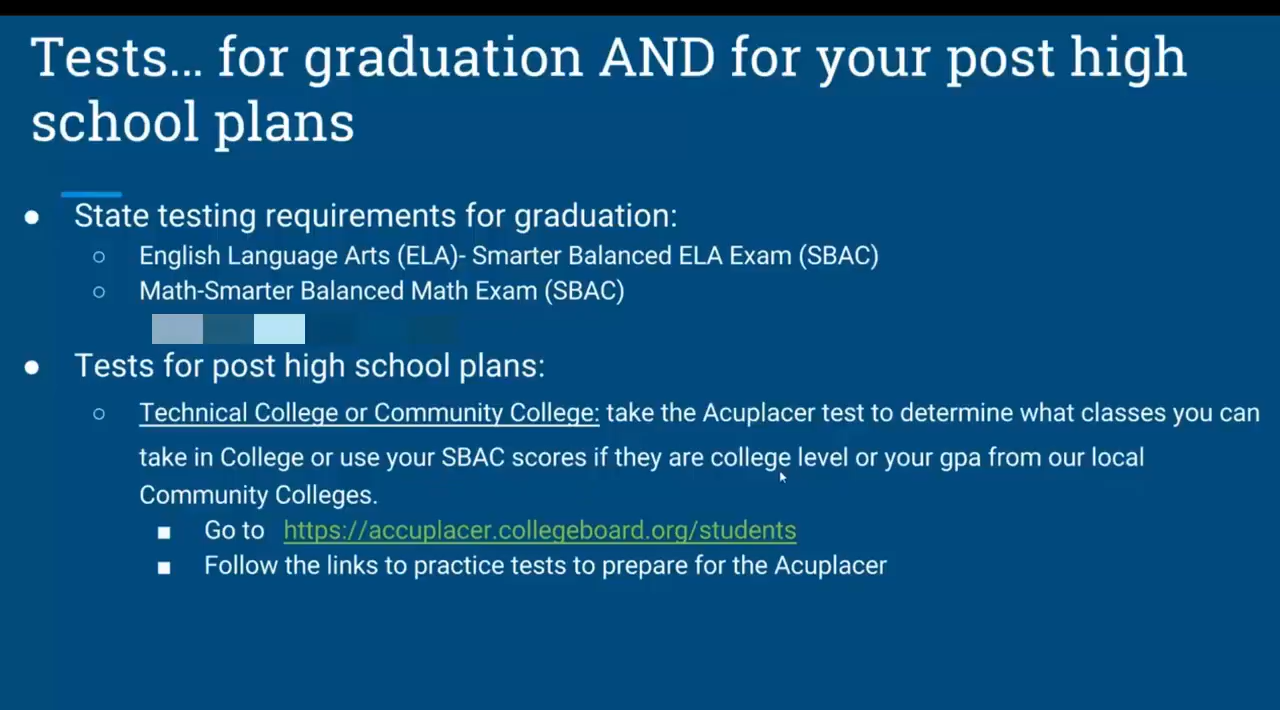 Tests... for graduation AND for your post high
school plans
● State testing requirements for graduation:
○ English Language Arts (ELA)- Smarter Balanced ELA Exam (SBAC)
○ Math-Smarter Balanced Math Exam (SBAC)
● Tests for post high school plans:
○ Technical College or Community College: take the Acuplacer test to determine what classes you can
take in College or use your SBAC scores if they are college level or your gpa from our local
Community Colleges.
■ Go to https://accuplacer.collegeboard.org/students
■ Follow the links to practice tests to prepare for the Acuplacer